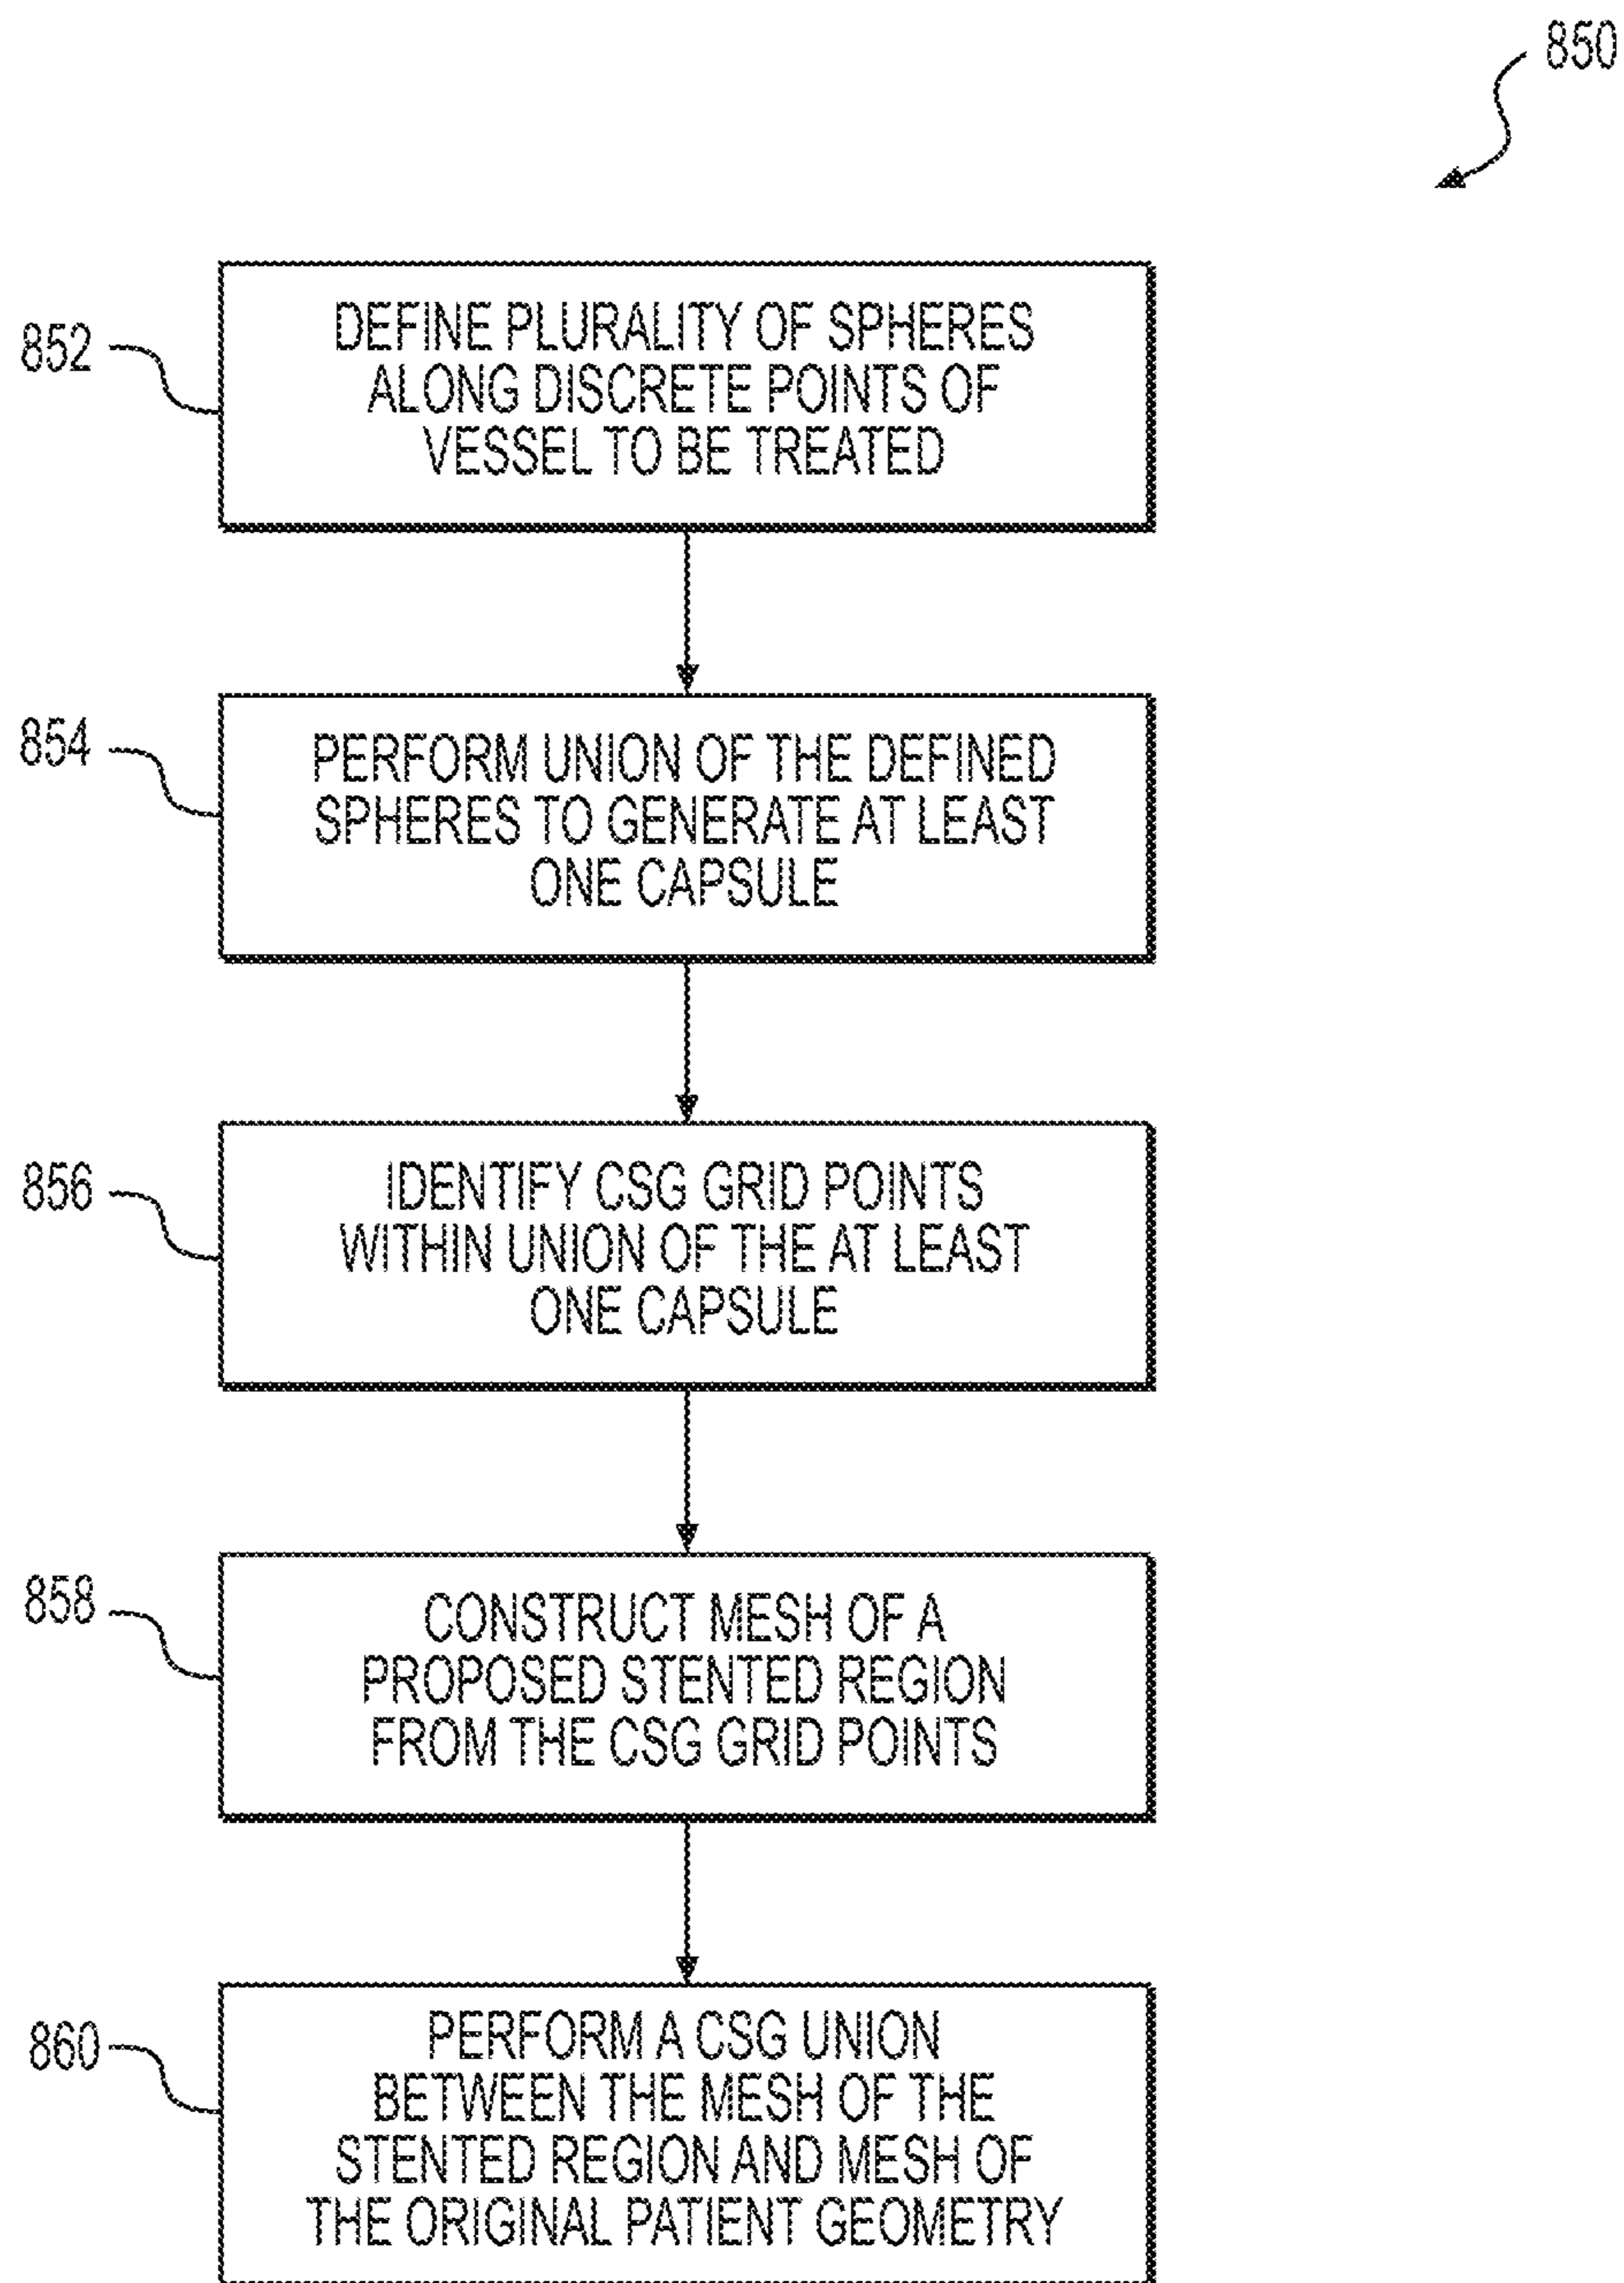 850
852
DEFINE PLURALITY OF SPHERES
ALONG DISCRETE POINTS OF
VESSEL TO BE TREATED
854
PERFORM UNION OF THE DEFINED
SPHERES TO GENERATE AT LEAST
ONE CAPSULE
856
IDENTIFY CSG GRID POINTS
WITHIN UNION OF THE AT LEAST
ONE CAPSULE
858
CONSTRUCT MESH OF A
PROPOSED STENTED REGION
FROM THE CSG GRID POINTS
860
PERFORM A CSG UNION
BETWEEN THE MESH OF THE
STENTED REGION AND MESH OF
THE ORIGINAL PATIENT GEOMETRY